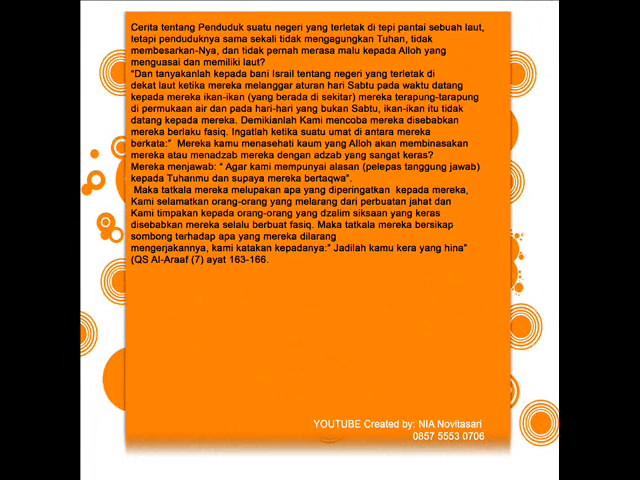 Cerita tentang Penduduk suatu negeri yang terletak di tepi pantai sebuah laut,
tetapi penduduknya sama sekali tidak mengagungkan Tuhan, tidak
membesarkan-Nya, dan tidak pernah merasa malu kepada Alloh yang
menguasai dan memiliki laut?
"Dan tanyakanlah kepada bani Israil tentang negeri yang terletak di
dekat laut ketika mereka melanggar aturan hari Sabtu pada waktu datang
kepada mereka ikan-ikan (yang berada di sekitar) mereka terapung-tarapung
di permukaan air dan pada hari-hari yang bukan Sabtu, ikan-ikan itu tidak
datang kepada mereka. Demikianlah Kami mencoba mereka disebabkan
mereka berlaku fasiq. Ingatlah ketika suatu umat di antara mereka
berkata:" Mereka kamu menasehati kaum yang Alloh akan membinasakan
mereka atau menadzab mereka dengan adzab yang sangat keras?
Mereka menjawab: " Agar kami mempunyai alasan (pelepas tanggung jawab)
kepada Tuhanmu dan supaya mereka bertaqwa".
Maka tatkala mereka melupakan apa yang diperingatkan kepada mereka,
Kami selamatkan orang-orang yang melarang dari perbuatan jahat dan
Kami timpakan kepada orang-orang yang dzalim siksaan yang keras
disebabkan mereka selalu berbuat fasiq. Maka tatkala mereka bersikap
sombong terhadap apa yang mereka dilarang
mengerjakannya, kami katakan kepadanya:" Jadilah kamu kera yang hina"
(QS Al-Araaf (7) ayat 163-166.
YOUTUBE Created by: NIA Novitasari
0857 5553 0706